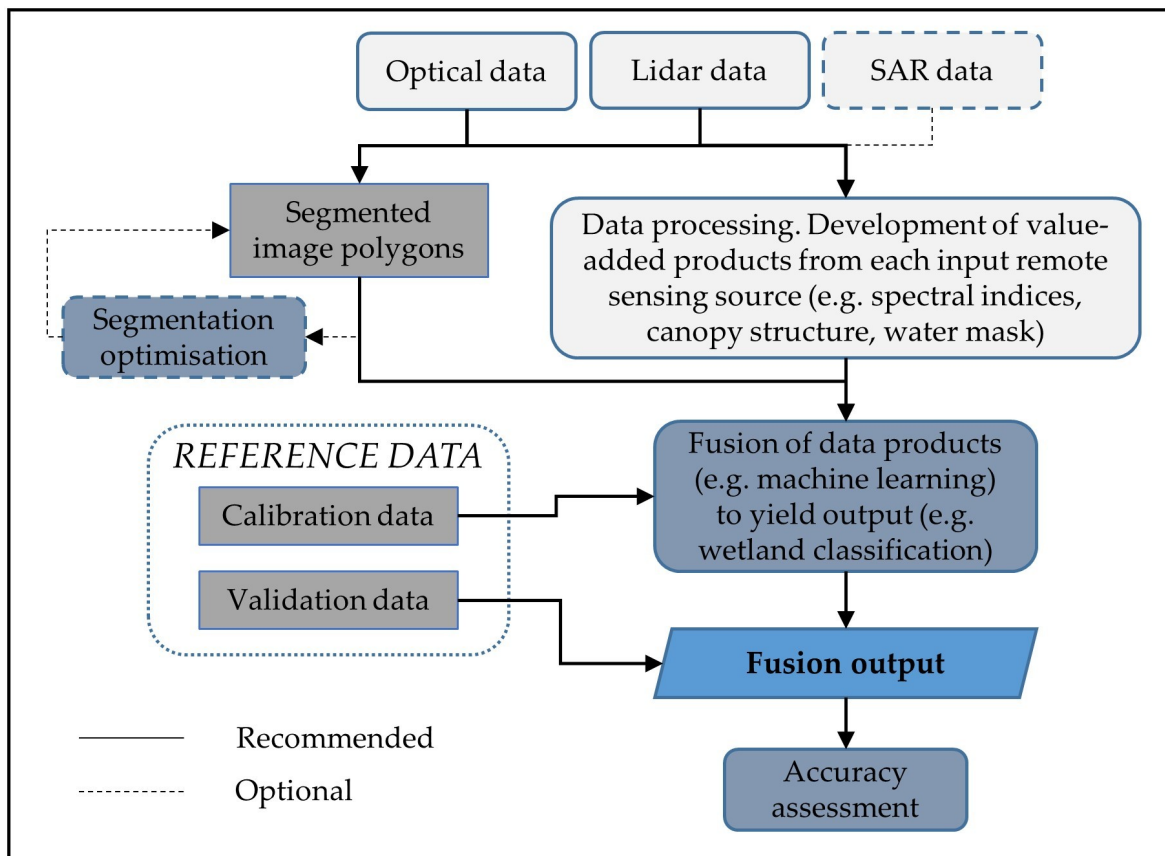 Optical data
Lidar data
SAR data
Segmented
image polygons
Data processing. Development of value-
added products from each input remote
sensing source (e.g. spectral indices,
canopy structure, water mask)
Segmentation
optimisation
REFERENCE DATA
Calibration data
Validation data
Fusion of data products
(e.g. machine learning)
to yield output (e.g.
wetland classification)
Fusion output
Accuracy
assessment
Recommended
Optional